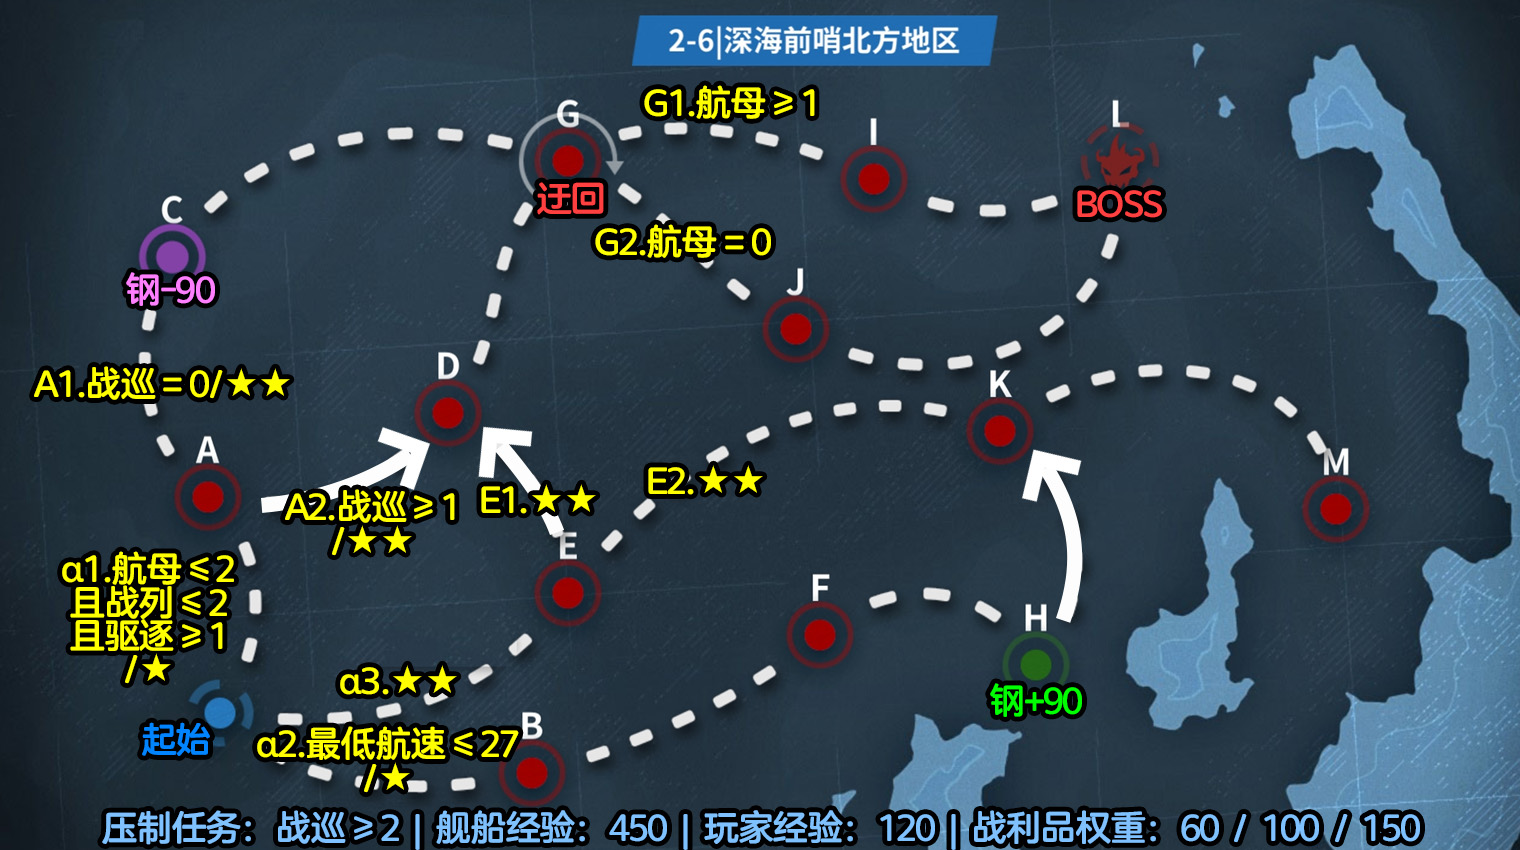 2-6|深海前哨北方地区
G
G1.航母≥1
I
L
迂回
BOSS
C
G2.航母=0
钢-90
J
D
A1.战巡=0/★★
K
A
E2.★★
M
A2.战巡≥1
/★★
E1.★★
E
α1.航母≤2
且战列≤2
且驱逐≥1
/★
F
H
α3.★★
钢+90
起始
B
α2.最低航速≤27
/★
压制任务：战巡≥2 | 舰船经验：450 | 玩家经验：120 | 战利品权重：60 / 100 / 150